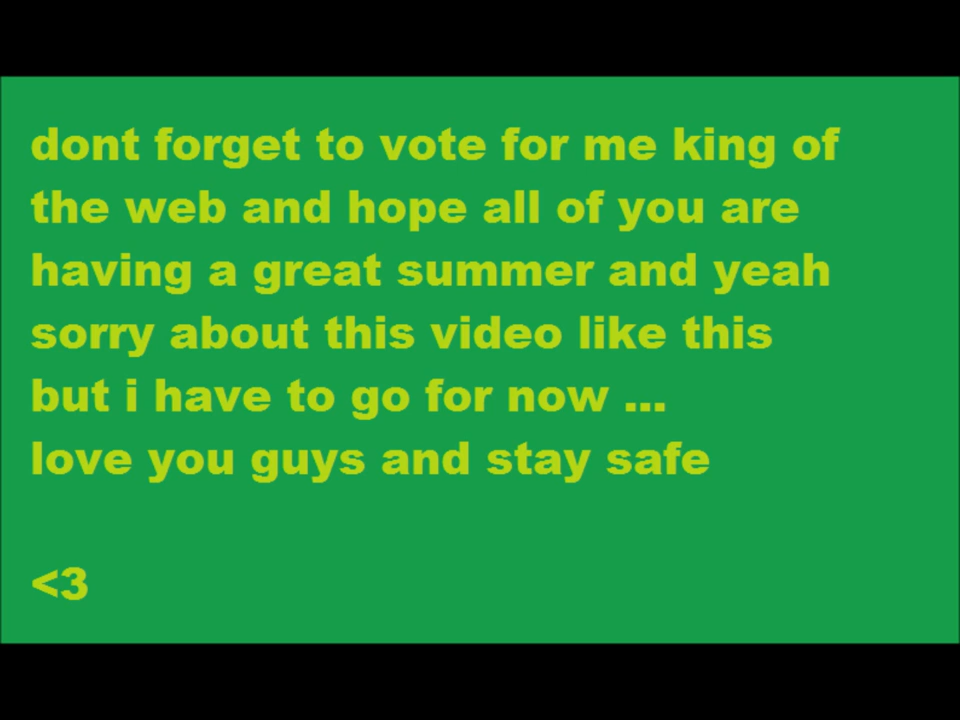 dont forget to vote for me king of
the web and hope all of you are
having a great summer and yeah
sorry about this video like this
but i have to go for now ...
love you guys and stay safe
<3